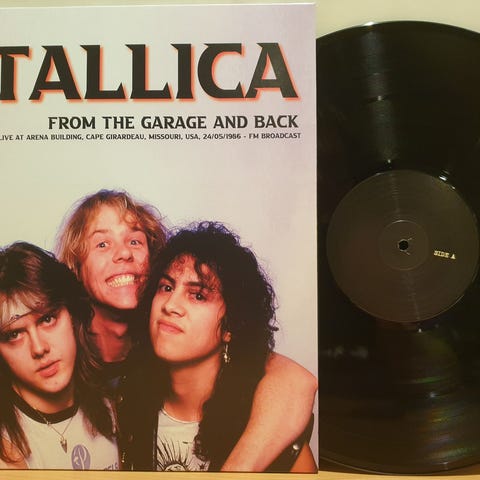 TALLICA
FROM THE GARAGE AND BACK
LIVE AT ARENA BUILDING, CAPE GIRARDEAU, MISSOURI, USA, 24/05/1986 - FM BROADCAST
SIDE A